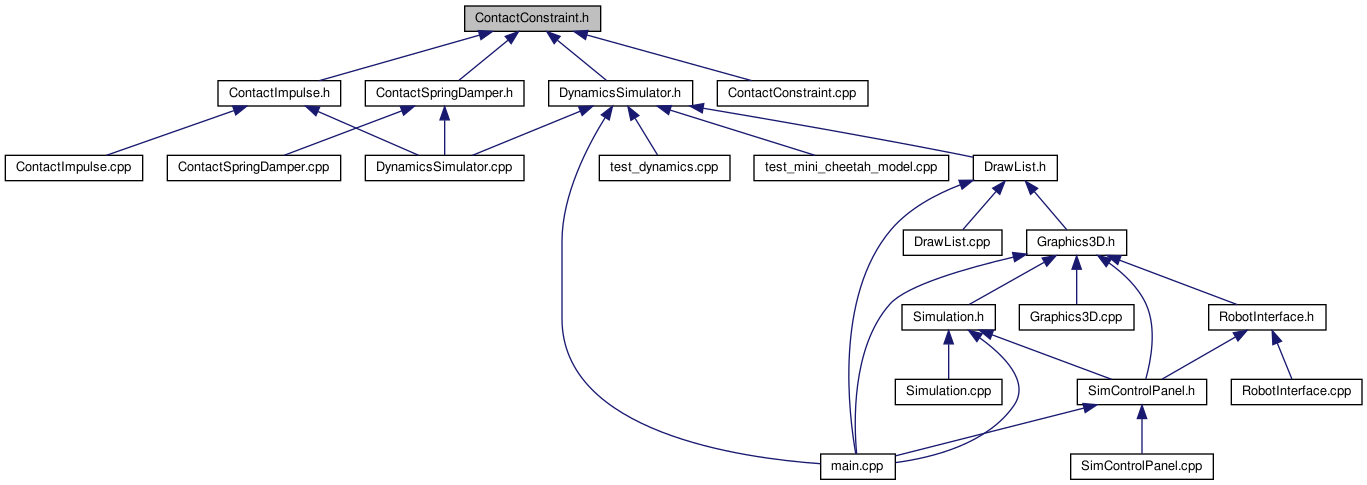 ContactConstraint.h
ContactImpulse.h
ContactSpringDamper.h
DynamicsSimulator.h
ContactConstraint.cpp
ContactImpulse.cpp
ContactSpringDamper.cpp
DynamicsSimulator.cpp
test_dynamics.cpp
test_mini_cheetah_model.cpp
DrawList.h
DrawList.cpp
Graphics3D.h
Simulation.h
Graphics3D.cpp
RobotInterface.h
Simulation.cpp
SimControlPanel.h
RobotInterface.cpp
main.cpp
SimControlPanel.cpp